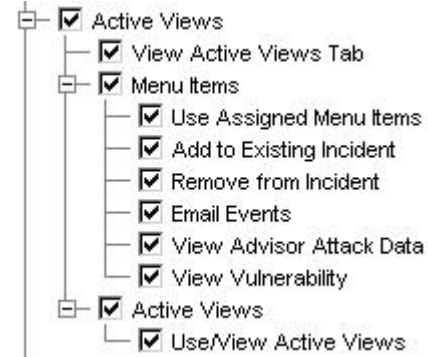 Active Views
View Active Views Tab
Menu Items
Use Assigned Menu Items
Add to Existing Incident
Remove from Incident
Email Events
View Advisor Attack Data
View Vulnerability
Active Views
Use/View Active Views